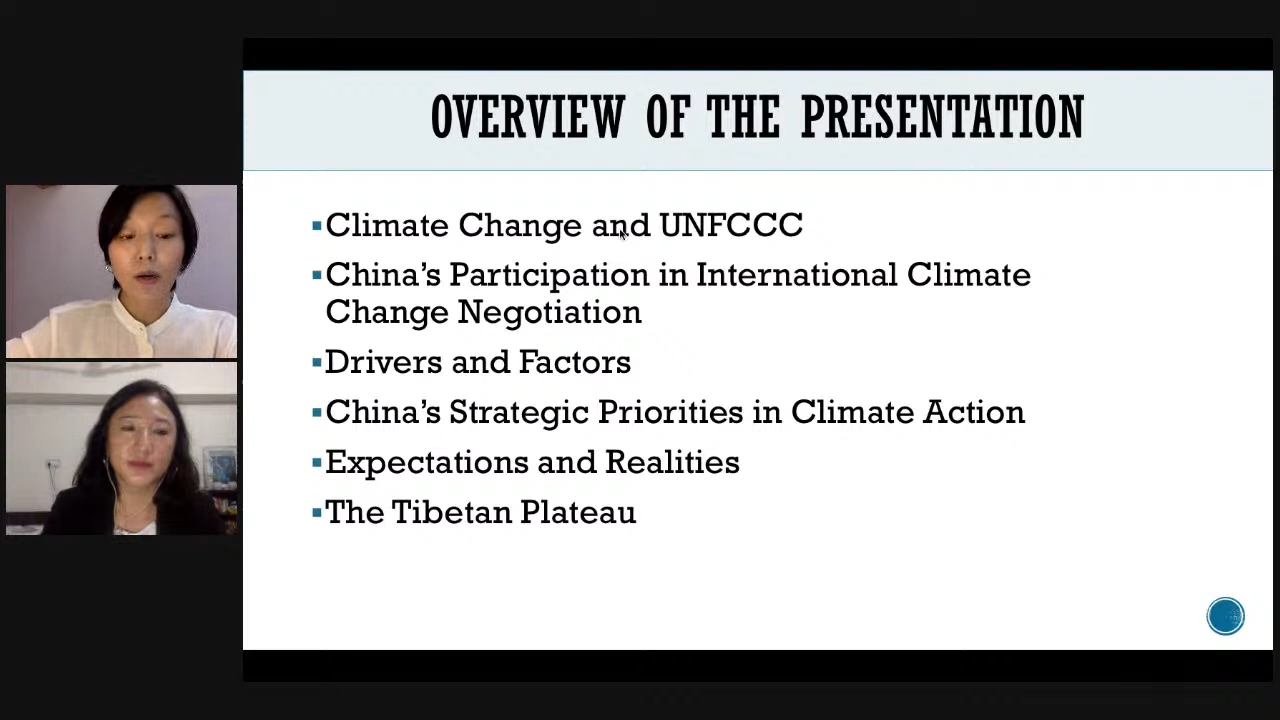 OVERVIEW OF THE PRESENTATION
▪Climate Change and UNFCCC
▪China's Participation in International Climate
Change Negotiation
▪Drivers and Factors
▪China's Strategic Priorities in Climate Action
▪Expectations and Realities
▪The Tibetan Plateau